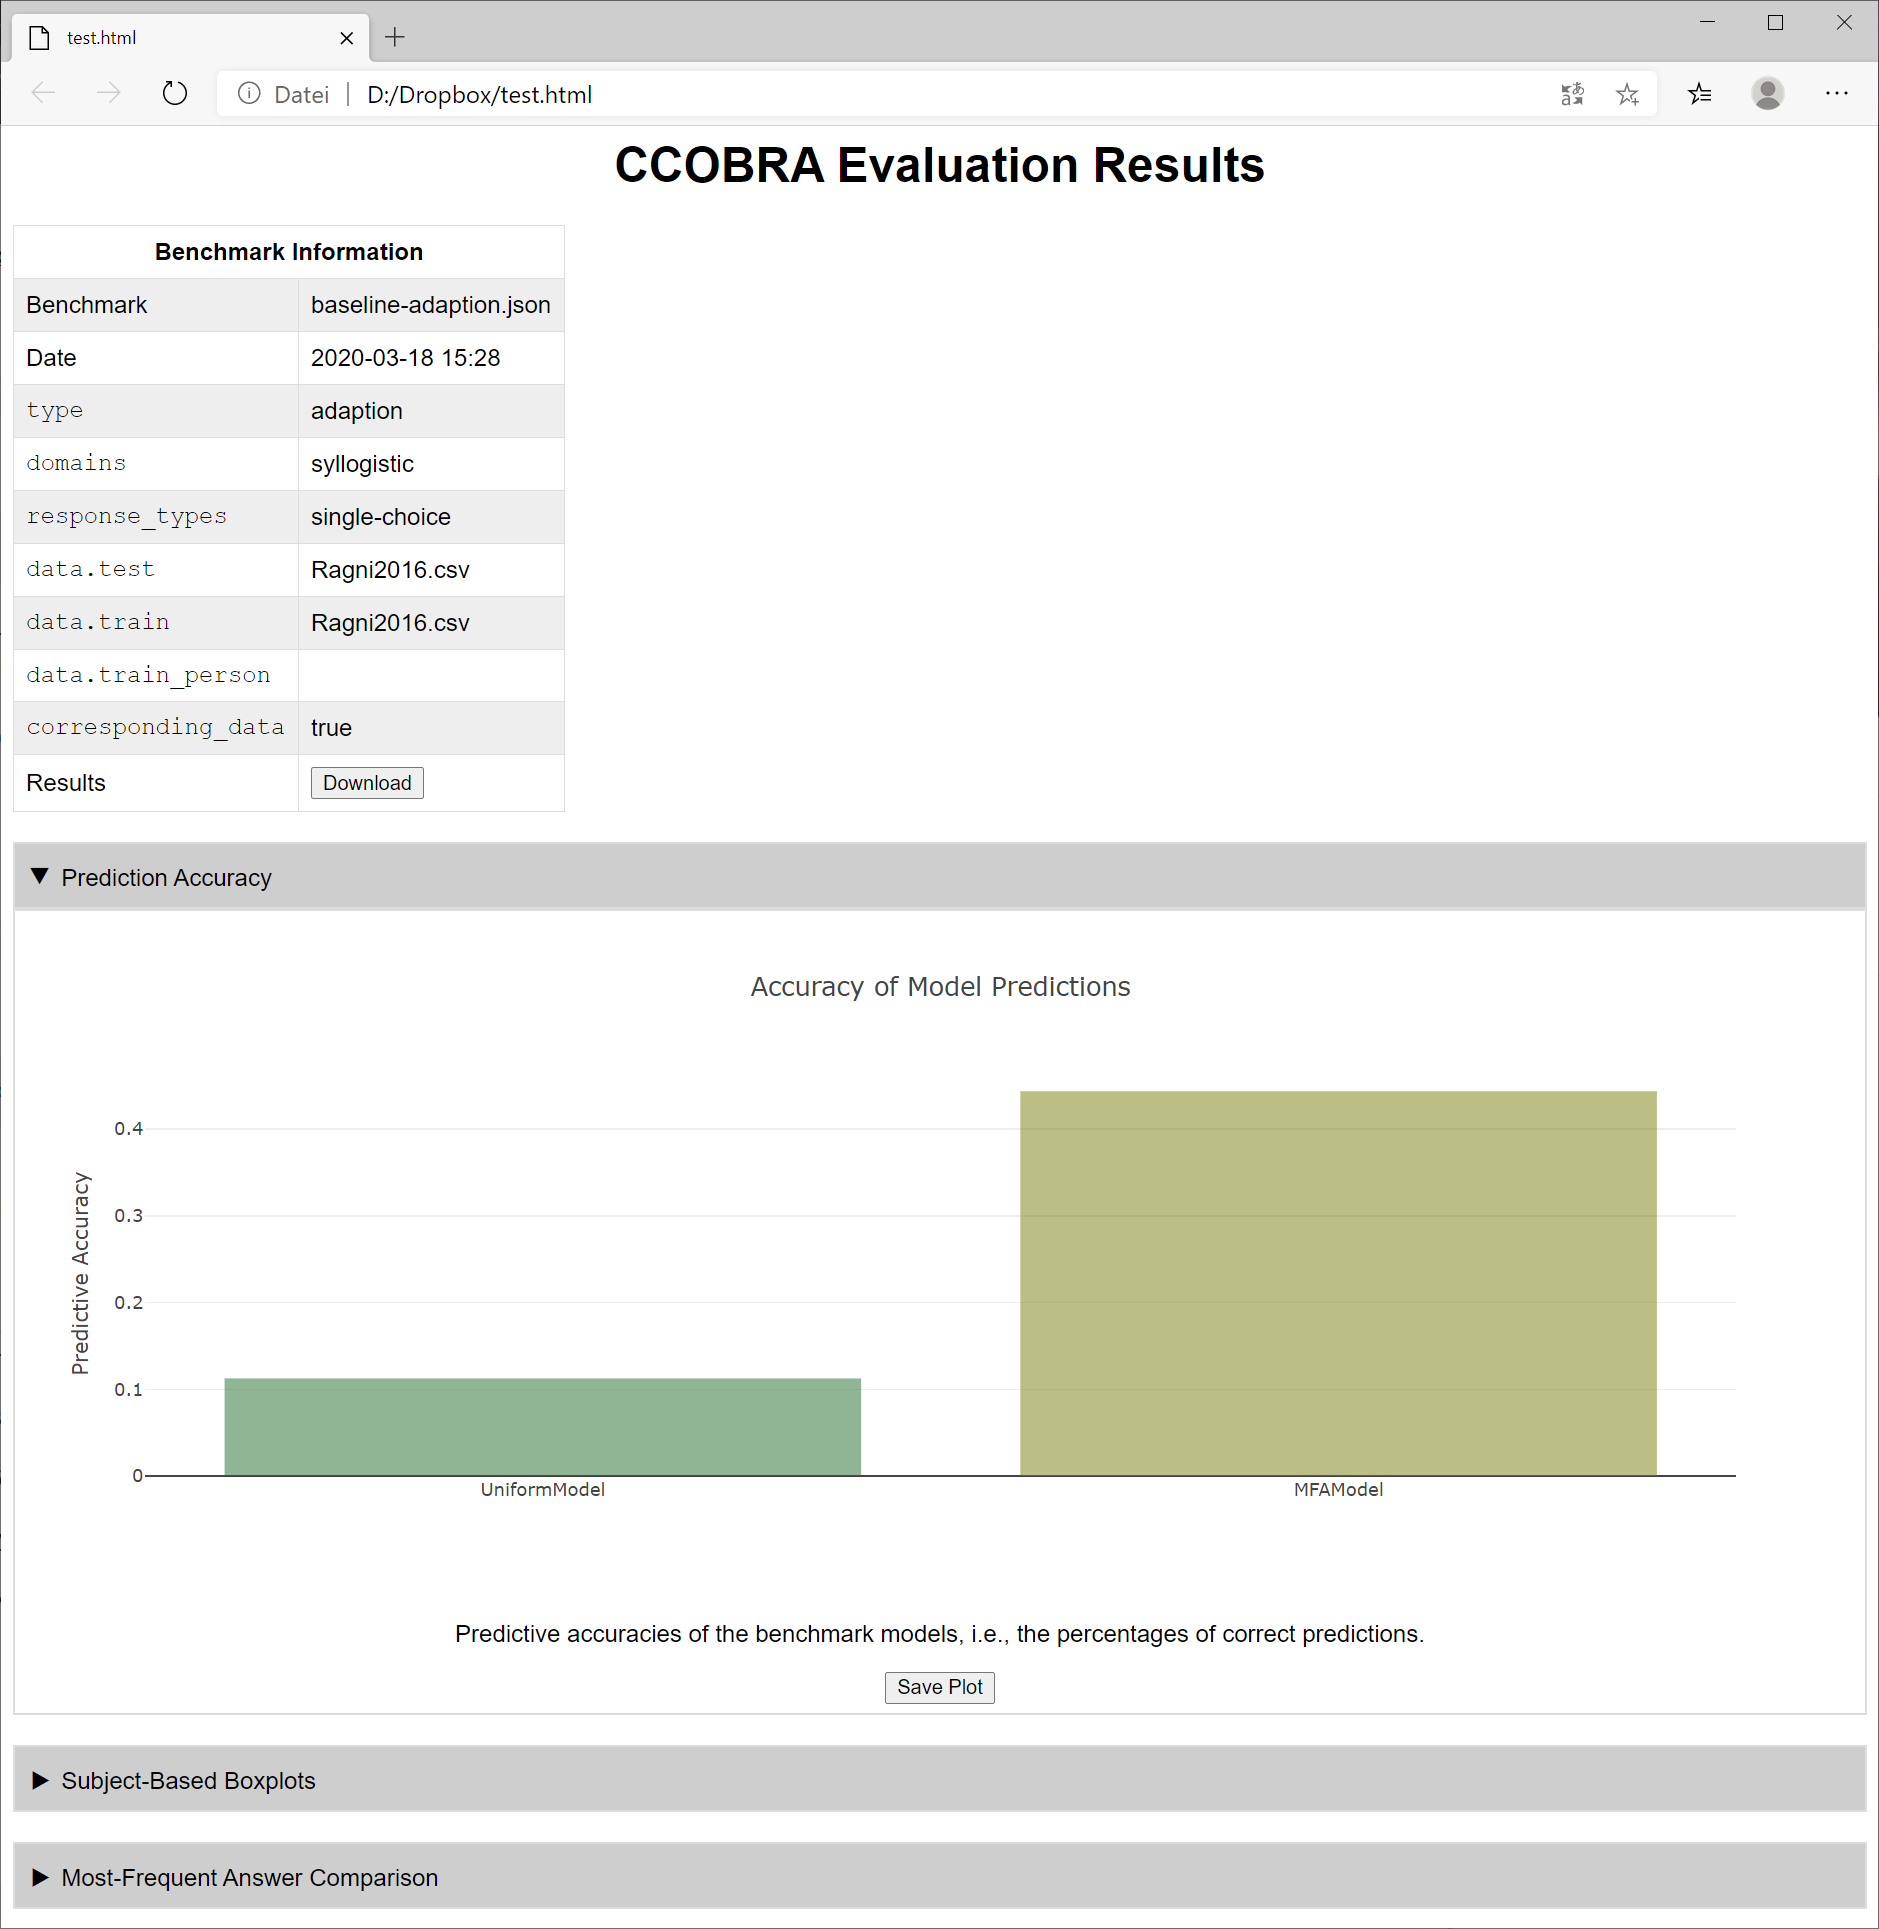 test.html
Datei D:/Dropbox/test.html
CCOBRA Evaluation Results
Benchmark Information
Benchmark baseline-adaption.json
Date 2020-03-18 15:28
type adaption
domains syllogistic
response_types single-choice
data.test Ragni2016.csv
data.train Ragni2016.csv
data.train_person
corresponding_data true
Results Download
Prediction Accuracy
Accuracy of Model Predictions
Predictive Accuracy
0.4
0.3
0.2
0.1
0
UniformModel MFAModel
Predictive accuracies of the benchmark models, i.e., the percentages of correct predictions.
Save Plot
Subject-Based Boxplots
Most-Frequent Answer Comparison